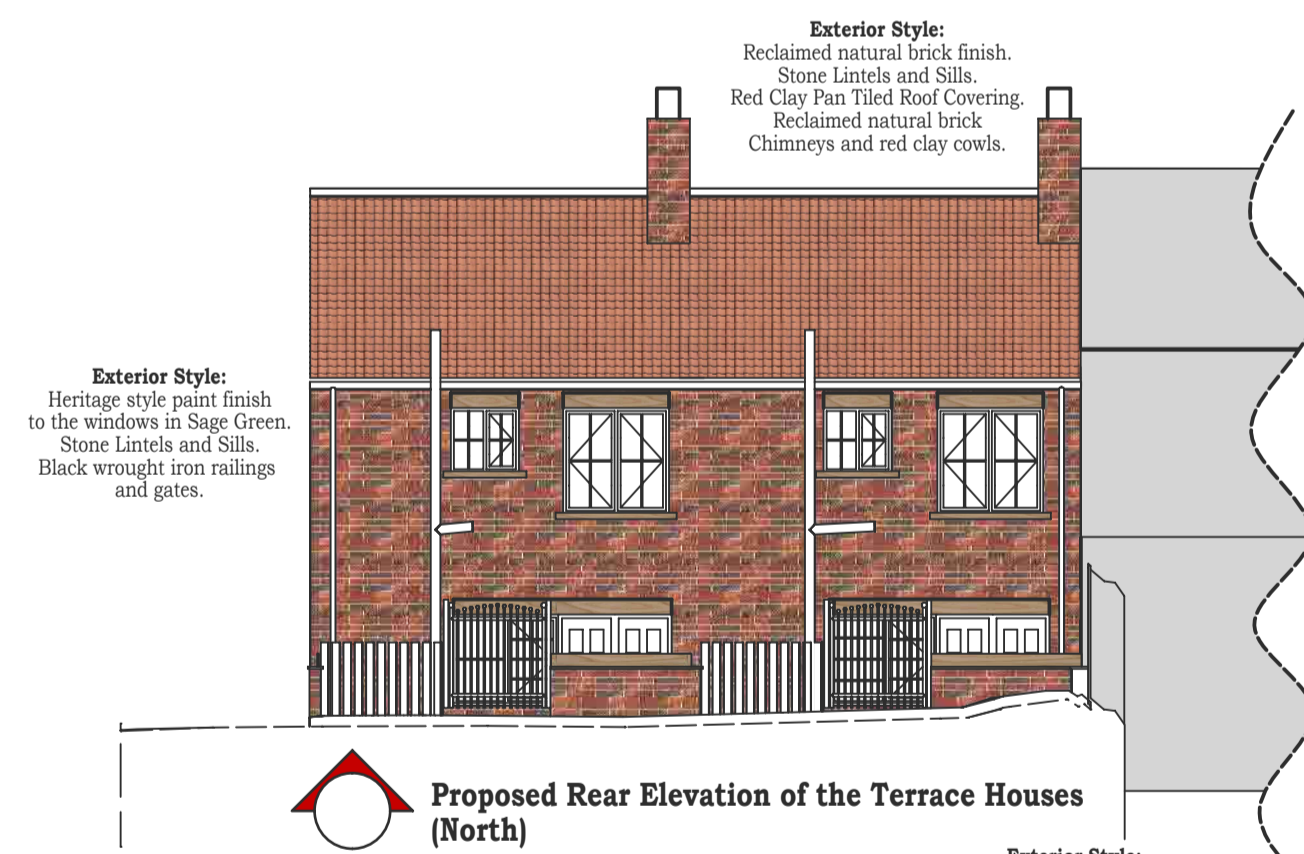 Exterior Style:
Reclaimed natural brick finish.
Stone Lintels and Sills.
Red Clay Pan Tiled Roof Covering.
Reclaimed natural brick
Chimneys and red clay cowls.
Exterior Style:
Heritage style paint finish
to the windows in Sage Green.
Stone Lintels and Sills.
Black wrought iron railings
and gates.
Proposed Rear Elevation of the Terrace Houses
(North)
Exterior Style: